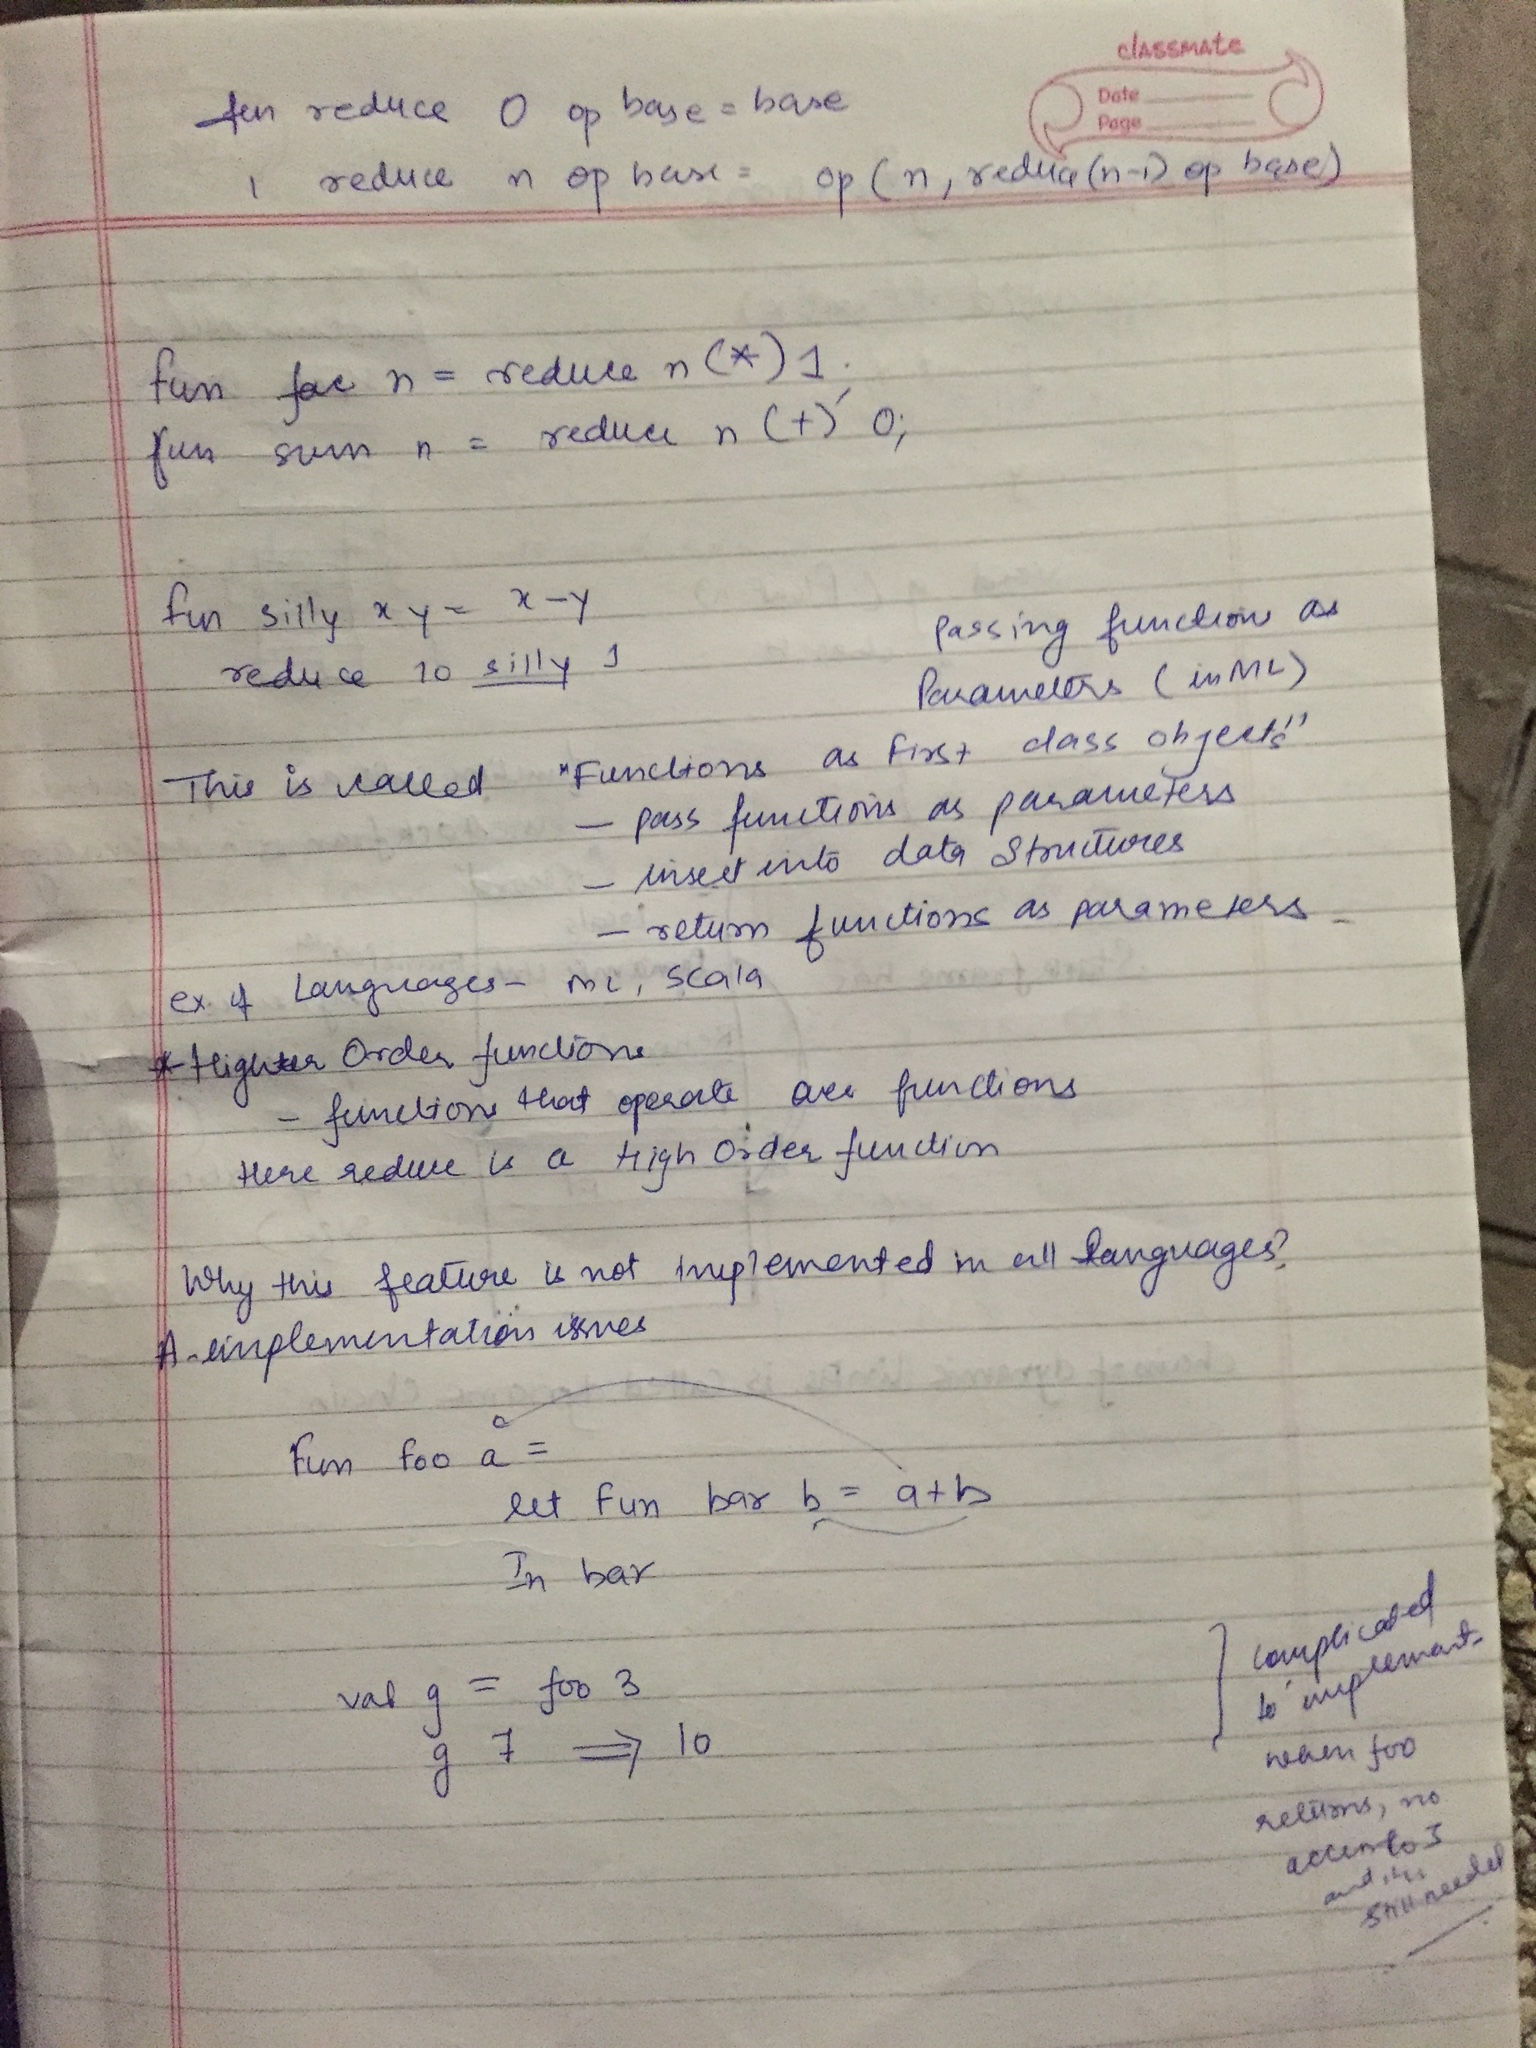 classmate
Date
Page
fun reduce 0 op base = base
| reduce n op base = op (n, reduce (n-1) op base)
fun fac n = reduce n (*) 1;
fun sum n = reduce n (+) 0;
fun silly x y = x-y
reduce 10 silly 1
passing function as
Parameters (in ML)
This is called "Functions as First class objects"
- pass functions as parameters
- insert into data Structures
- return functions as parameters
ex of Languages - ML, Scala
* Higher Order functions
- functions that operate over functions
Here reduce is a High Order function
Why this feature is not implemented in all languages?
A - implementation issues
Fun foo a =
let fun bar b = a+b
In bar
val g = foo 3
g 7 ⇒ 10
complicated
to implement
when foo
returns, no
access to 3
and it is
still needed